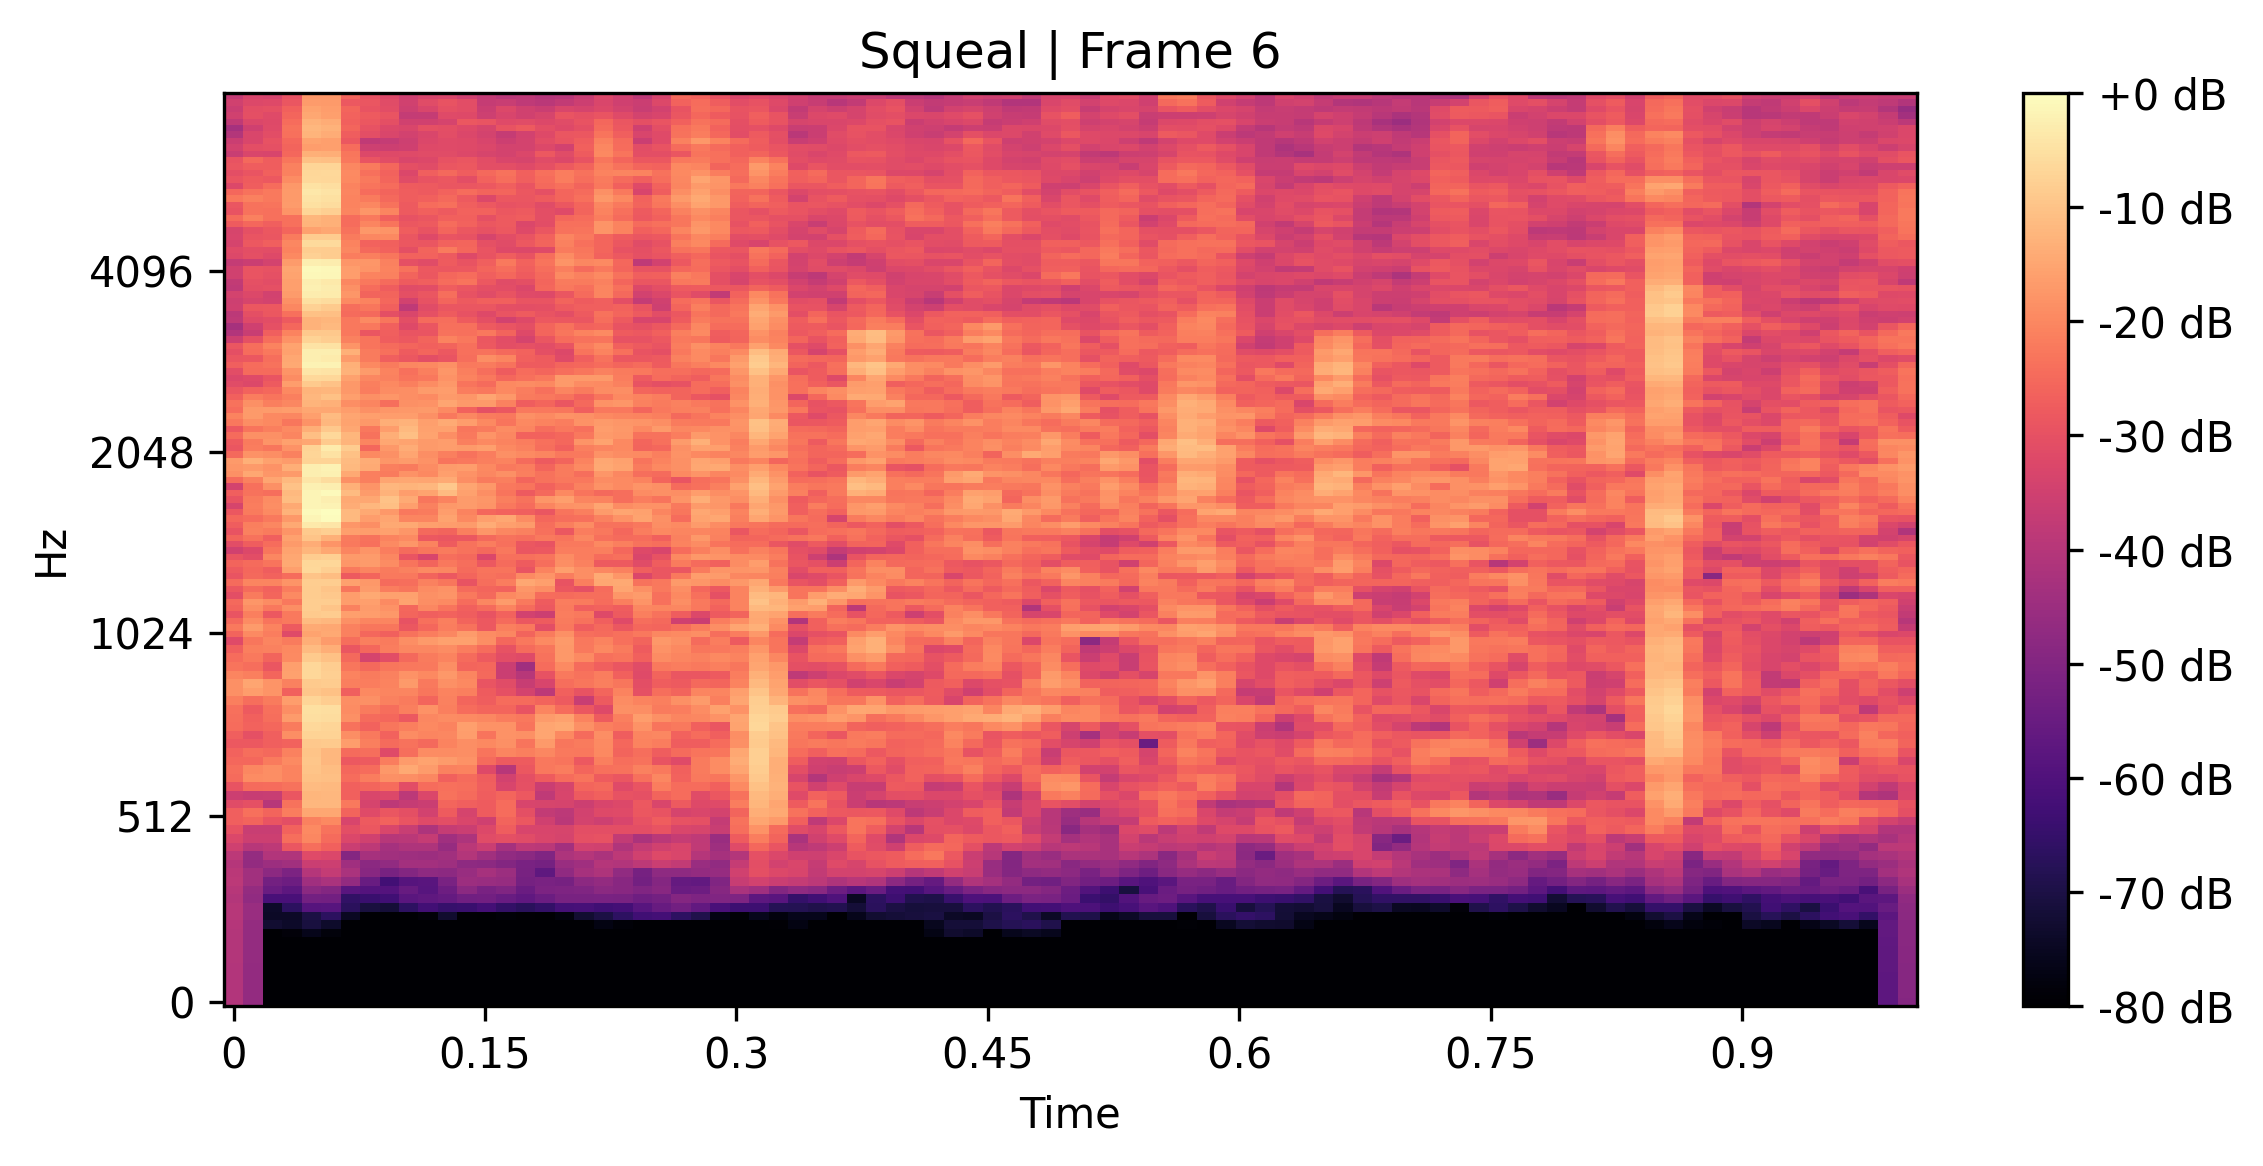 Squeal | Frame 6
Hz
4096
2048
1024
512
0
0 0.15 0.3 0.45 0.6 0.75 0.9
Time
+0 dB
-10 dB
-20 dB
-30 dB
-40 dB
-50 dB
-60 dB
-70 dB
-80 dB